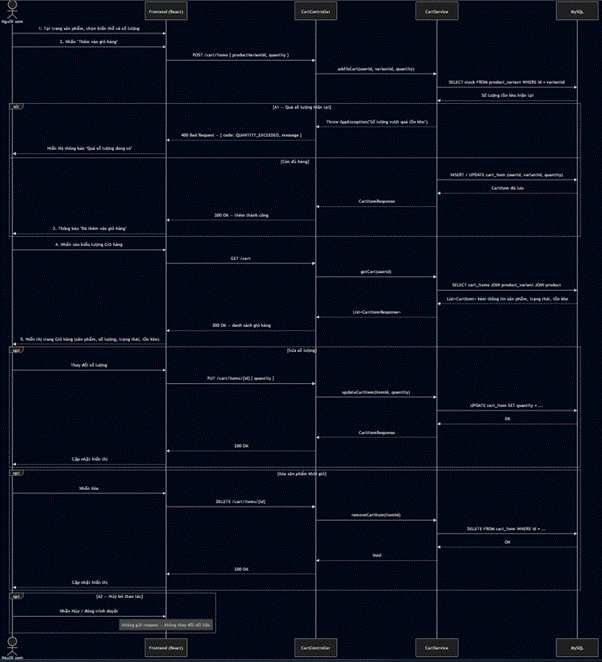 Người xem
Frontend (React)
CartController
CartService
MySQL
1. Tại trang sản phẩm, chọn biến thể và số lượng
2. Nhấn "Thêm vào giỏ hàng"
POST /cart/items { productVariantId, quantity }
addToCart(userId, variantId, quantity)
SELECT stock FROM product_variant WHERE id = variantId
Số lượng tồn kho hiện tại
alt
[A1 — Quá số lượng hiện tại]
Throw AppException("Số lượng vượt quá tồn kho")
400 Bad Request — { code: QUANTITY_EXCEEDED, message }
Hiển thị thông báo "Quá số lượng đang có"
[Còn đủ hàng]
INSERT / UPDATE cart_item (userId, variantId, quantity)
CartItem đã lưu
CartItemResponse
200 OK — thêm thành công
3. Thông báo "Đã thêm vào giỏ hàng"
4. Nhấn vào biểu tượng Giỏ hàng
GET /cart
getCart(userId)
SELECT cart_items JOIN product_variant JOIN product
List<CartItem> kèm thông tin sản phẩm, trạng thái, tồn kho
List<CartItemResponse>
200 OK — danh sách giỏ hàng
5. Hiển thị trang Giỏ hàng (sản phẩm, số lượng, trạng thái, tồn kho)
opt
[Sửa số lượng]
Thay đổi số lượng
PUT /cart/items/{id} { quantity }
updateCartItem(itemId, quantity)
UPDATE cart_item SET quantity = ...
OK
CartItemResponse
200 OK
Cập nhật hiển thị
opt
[Xóa sản phẩm khỏi giỏ]
Nhấn Xóa
DELETE /cart/items/{id}
removeCartItem(itemId)
DELETE FROM cart_item WHERE id = ...
OK
Void
200 OK
Cập nhật hiển thị
opt
[A2 — Hủy bỏ thao tác]
Nhấn Hủy / đóng trình duyệt
Không gửi request — không thay đổi dữ liệu
Người xem
Frontend (React)
CartController
CartService
MySQL